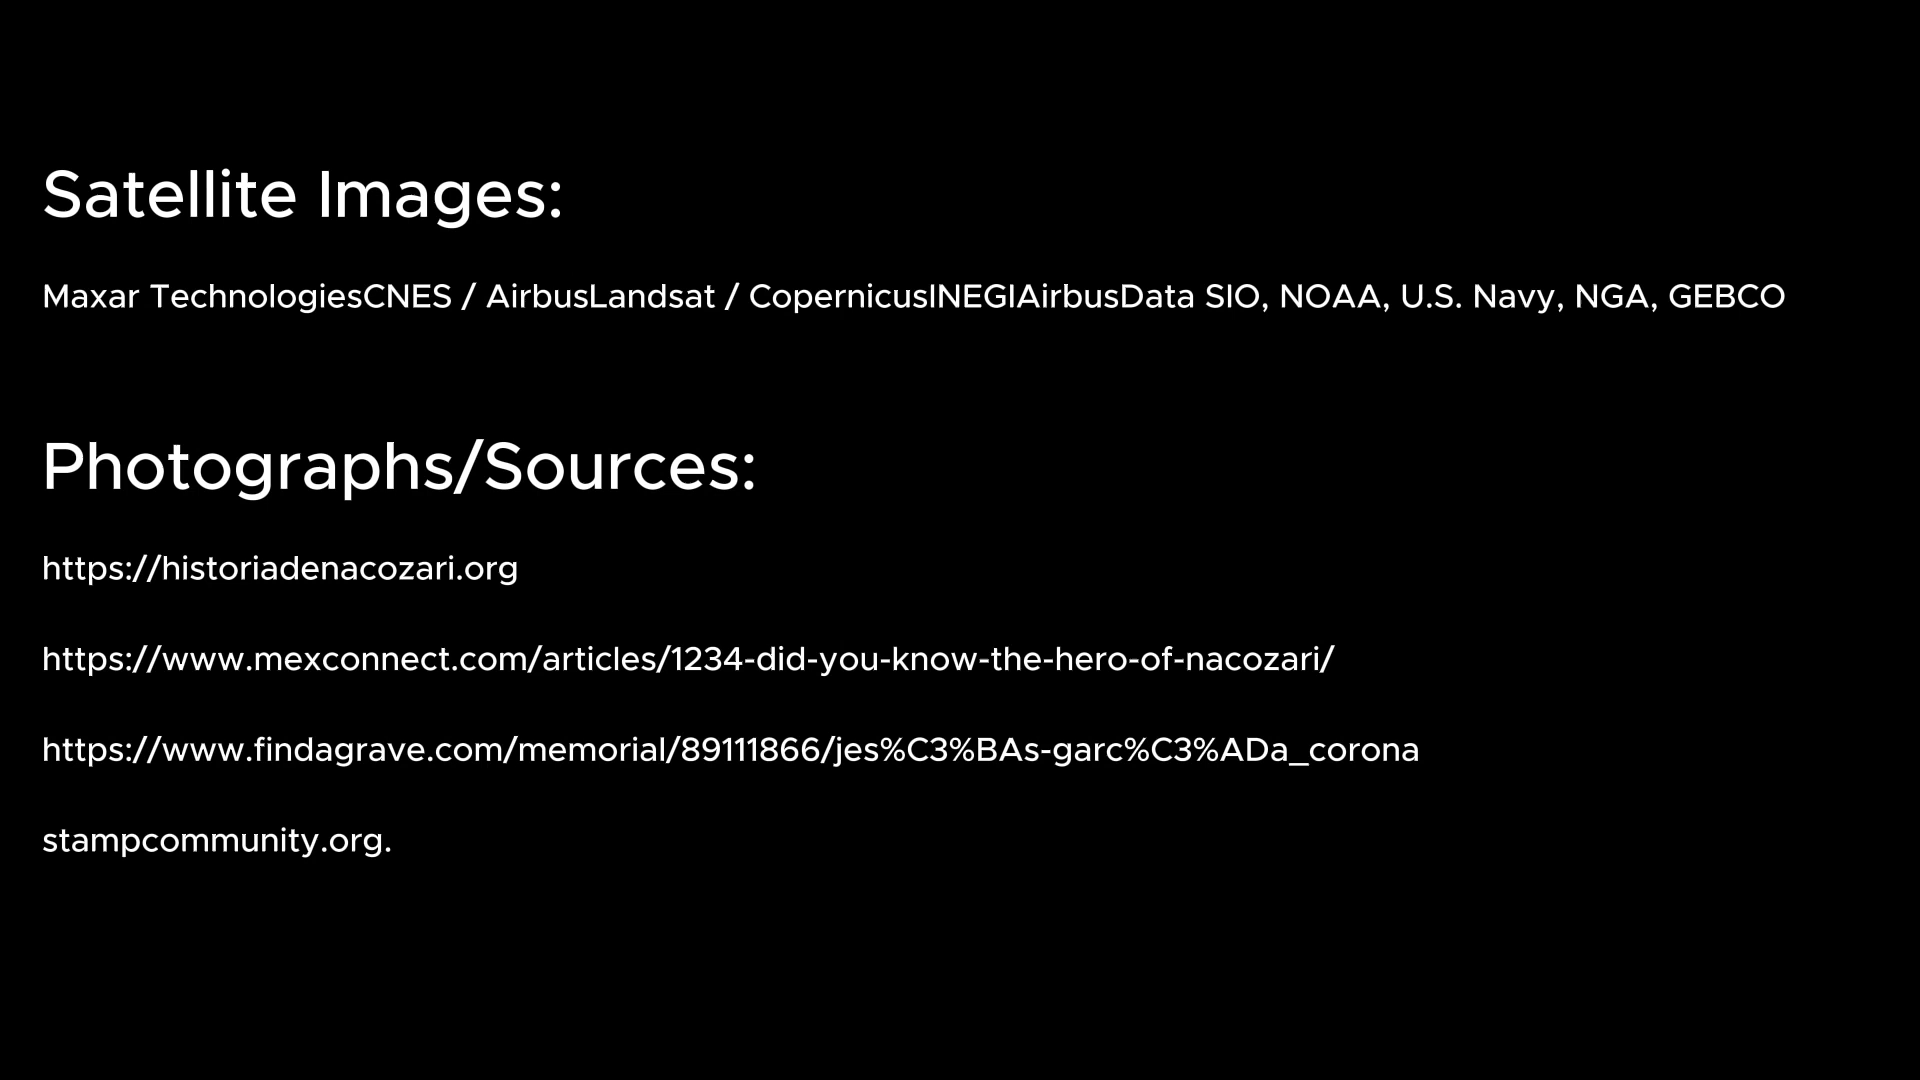 Satellite Images:
Maxar TechnologiesCNES / AirbusLandsat / CopernicusINEGIAirbusData SIO, NOAA, U.S. Navy, NGA, GEBCO
Photographs/Sources:
https://historiadenacozari.org
https://www.mexconnect.com/articles/1234-did-you-know-the-hero-of-nacozari/
https://www.findagrave.com/memorial/89111866/jes%C3%BAs-garc%C3%ADa_corona
stampcommunity.org.